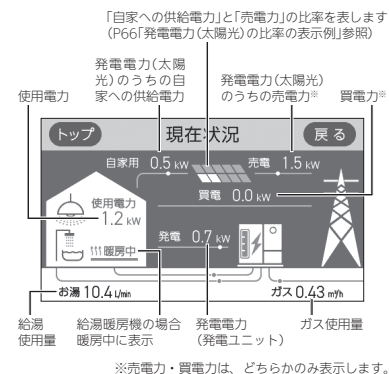 「自家への供給電力」と「売電力」の比率を表します
(P66「発電電力(太陽光)の比率の表示例」参照)
発電電力(太陽
光)のうちの自
家への供給電力
発電電力(太陽光)
のうちの売電力※
使用電力
買電力※
トップ
現在状況
戻る
自家用 0.5 kW
売電 1.5 kW
買電 0.0 kW
使用電力
1.2 kW
発電 0.7 kW
暖房中
お湯 10.4 L/min
ガス 0.43 m³/h
給湯
使用量
給湯暖房機の場合
暖房中に表示
発電電力
(発電ユニット)
ガス使用量
※売電力・買電力は、どちらかのみ表示します。